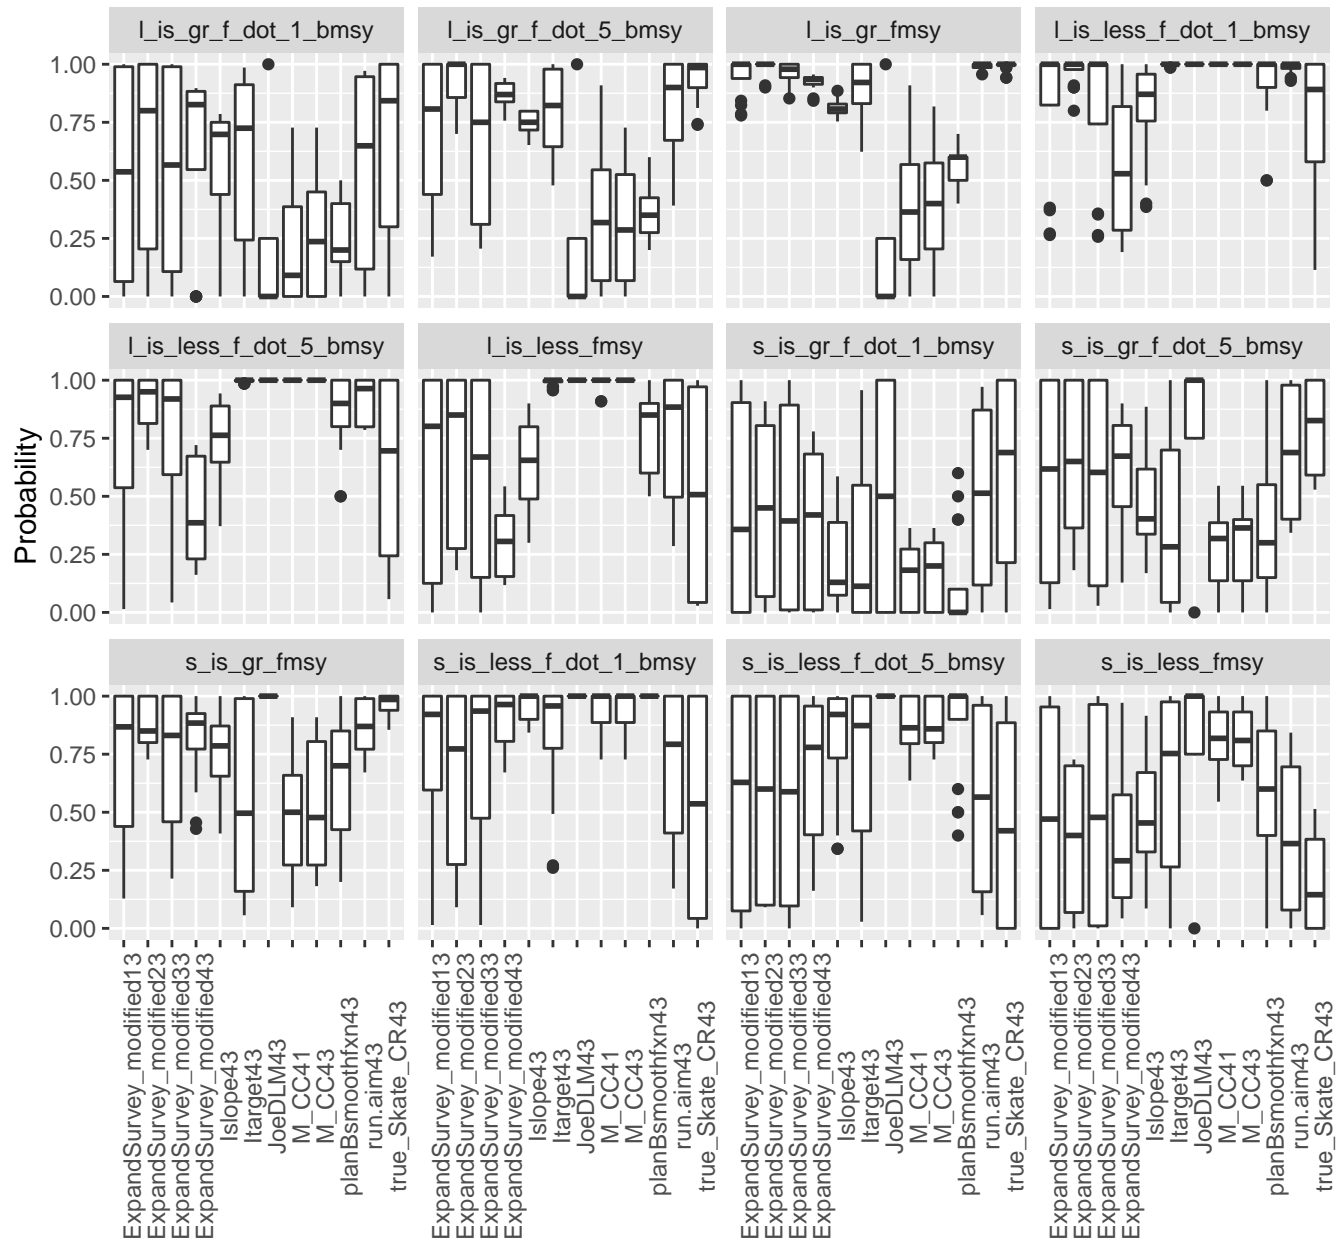 l_is_gr_f_dot_1_bmsy
l_is_gr_f_dot_5_bmsy
l_is_gr_fmsy
l_is_less_f_dot_1_bmsy
1.00
0.75
0.50
0.25
0.00
l_is_less_f_dot_5_bmsy
l_is_less_fmsy
s_is_gr_f_dot_1_bmsy
s_is_gr_f_dot_5_bmsy
1.00
0.75
0.50
0.25
0.00
Probability
s_is_gr_fmsy
s_is_less_f_dot_1_bmsy
s_is_less_f_dot_5_bmsy
s_is_less_fmsy
1.00
0.75
0.50
0.25
0.00
ExpandSurvey_modified13
ExpandSurvey_modified23
ExpandSurvey_modified33
ExpandSurvey_modified43
Islope43
Itarget43
JoeDLM43
M_CC41
M_CC43
planBsmoothfxn43
run.aim43
true_Skate_CR43
ExpandSurvey_modified13
ExpandSurvey_modified23
ExpandSurvey_modified33
ExpandSurvey_modified43
Islope43
Itarget43
JoeDLM43
M_CC41
M_CC43
planBsmoothfxn43
run.aim43
true_Skate_CR43
ExpandSurvey_modified13
ExpandSurvey_modified23
ExpandSurvey_modified33
ExpandSurvey_modified43
Islope43
Itarget43
JoeDLM43
M_CC41
M_CC43
planBsmoothfxn43
run.aim43
true_Skate_CR43
ExpandSurvey_modified13
ExpandSurvey_modified23
ExpandSurvey_modified33
ExpandSurvey_modified43
Islope43
Itarget43
JoeDLM43
M_CC41
M_CC43
planBsmoothfxn43
run.aim43
true_Skate_CR43